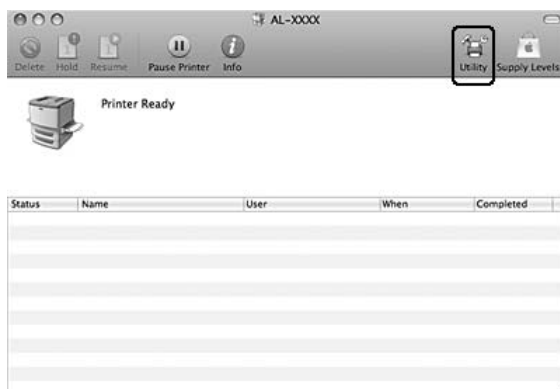 AL-XXXX
Delete Hold Resume Pause Printer Info Utility Supply Levels
Printer Ready
Status Name User When Completed